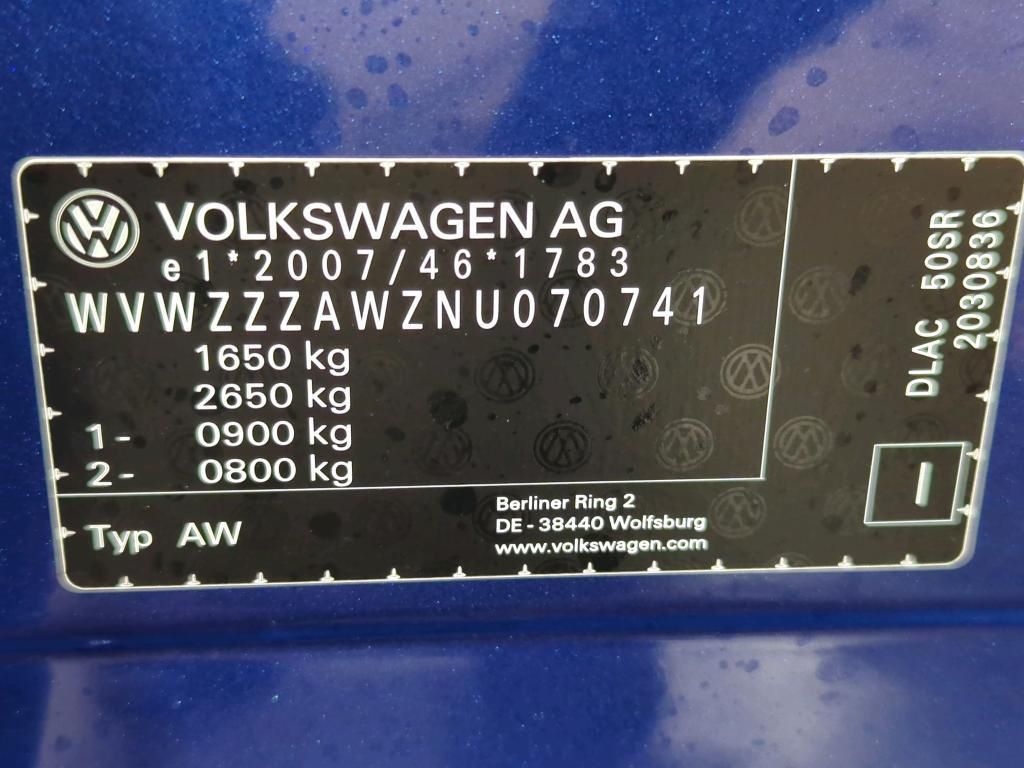 VOLKSWAGEN AG
e1*2007/46*1783
WVWZZZAWZNU070741
1650 kg
2650 kg
1- 0900 kg
2- 0800 kg
Typ AW
Berliner Ring 2
DE - 38440 Wolfsburg
www.volkswagen.com
DLAC 50SR
2030836
I